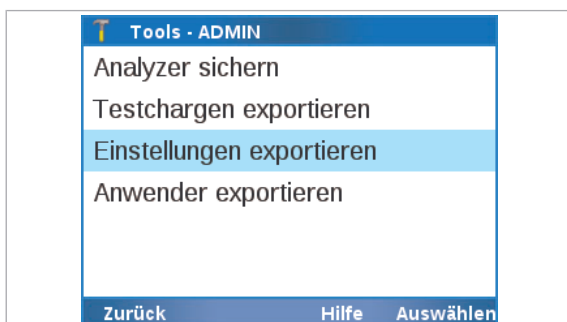 Tools - ADMIN
Analyzer sichern
Testchargen exportieren
Einstellungen exportieren
Anwender exportieren
Zurück Hilfe Auswählen